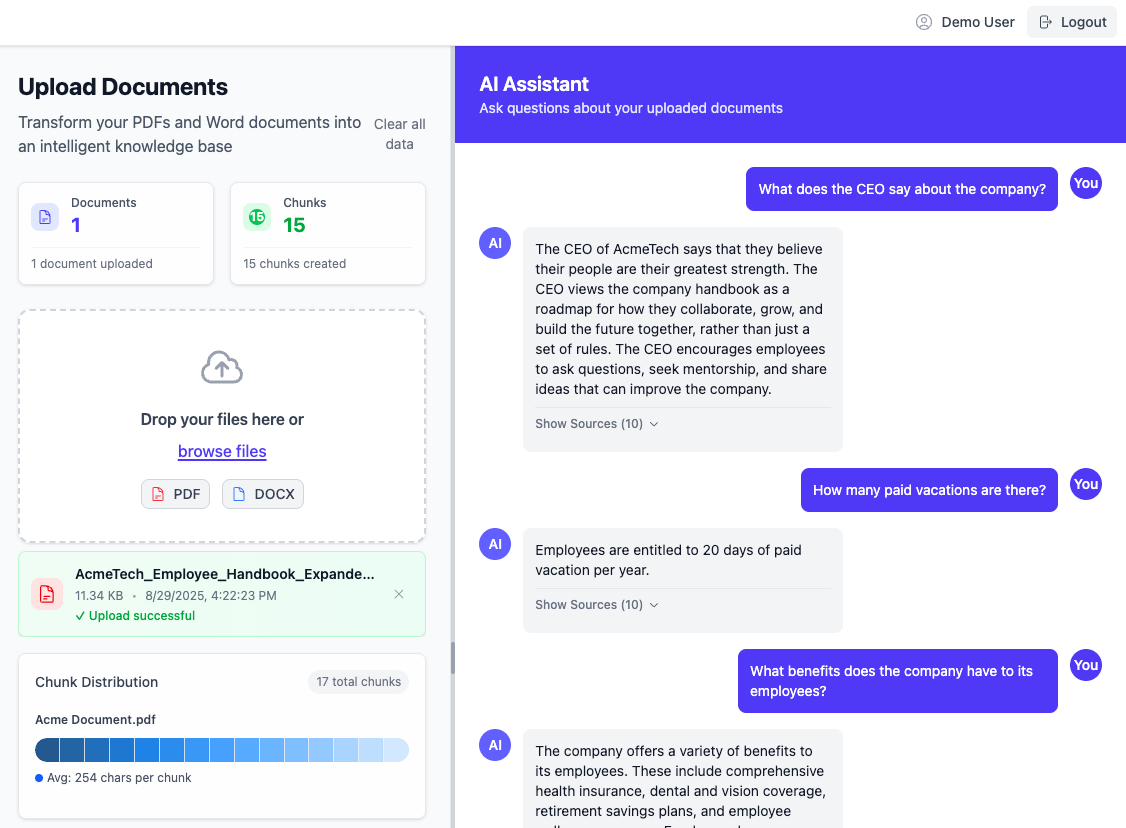 Demo User
Logout
Upload Documents
Transform your PDFs and Word documents into
an intelligent knowledge base
Clear all
data
Documents
1
1 document uploaded
15
Chunks
15
15 chunks created
Drop your files here or
browse files
PDF
DOCX
AcmeTech_Employee_Handbook_Expande...
11.34 KB • 8/29/2025, 4:22:23 PM
✓ Upload successful
Chunk Distribution
17 total chunks
Acme Document.pdf
Avg: 254 chars per chunk
AI Assistant
Ask questions about your uploaded documents
What does the CEO say about the company?
You
AI
The CEO of AcmeTech says that they believe
their people are their greatest strength. The
CEO views the company handbook as a
roadmap for how they collaborate, grow, and
build the future together, rather than just a
set of rules. The CEO encourages employees
to ask questions, seek mentorship, and share
ideas that can improve the company.
Show Sources (10)
How many paid vacations are there?
You
AI
Employees are entitled to 20 days of paid
vacation per year.
Show Sources (10)
What benefits does the company have to its
employees?
You
AI
The company offers a variety of benefits to
its employees. These include comprehensive
health insurance, dental and vision coverage,
retirement savings plans, and employee